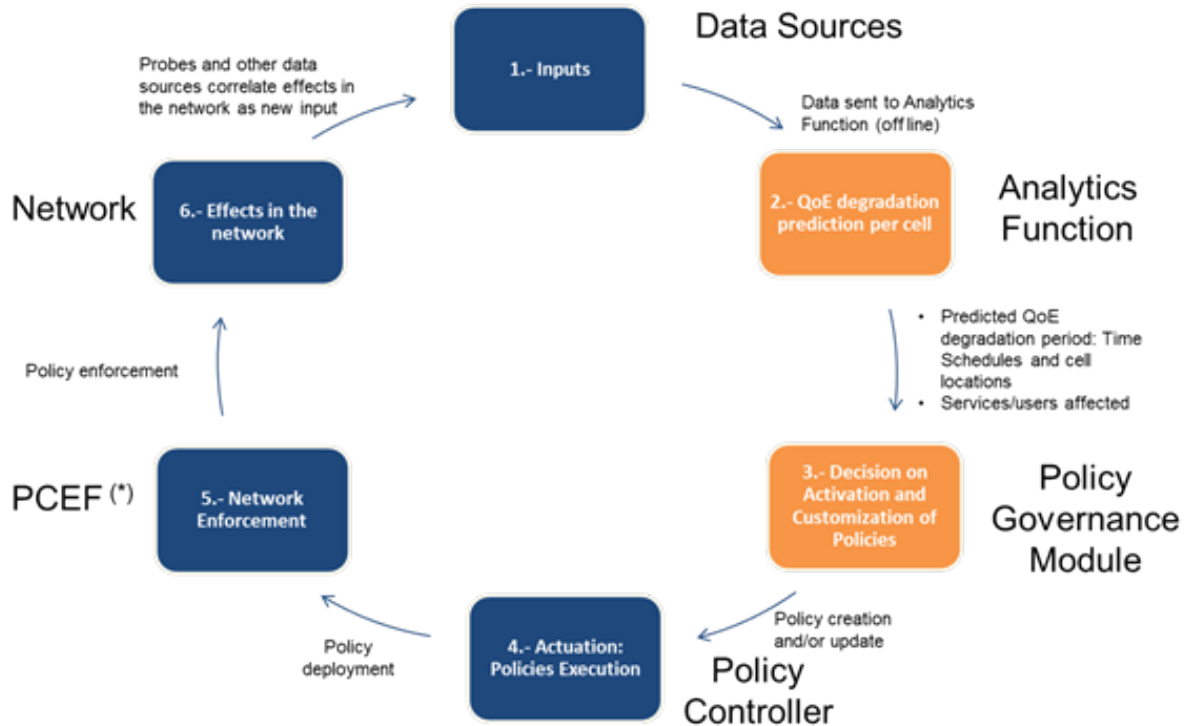 Data Sources
1.- Inputs
Probes and other data
sources correlate effects in
the network as new input
Data sent to Analytics
Function (off line)
Network
6.- Effects in the
network
2.- QoE degradation
prediction per cell
Analytics
Function
• Predicted QoE
degradation period: Time
Schedules and cell
locations
• Services/users affected
Policy enforcement
PCEF (*)
5.- Network
Enforcement
3.- Decision on
Activation and
Customization of
Policies
Policy
Governance
Module
Policy creation
and/or update
Policy
deployment
4.- Actuation:
Policies Execution
Policy
Controller